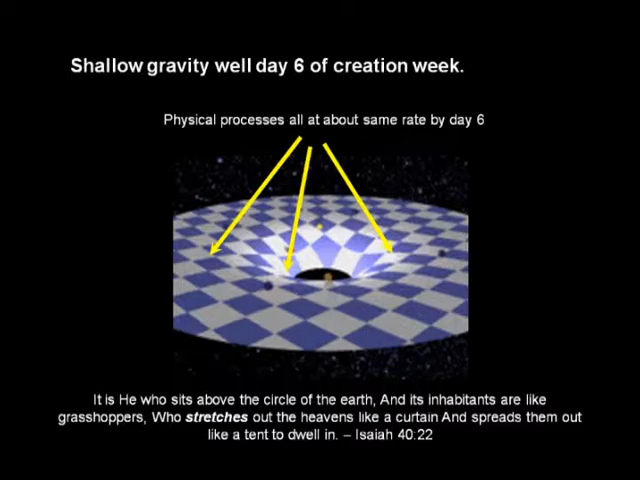 Shallow gravity well day 6 of creation week.
Physical processes all at about same rate by day 6
It is He who sits above the circle of the earth, And its inhabitants are like
grasshoppers, Who stretches out the heavens like a curtain And spreads them out
like a tent to dwell in. – Isaiah 40:22